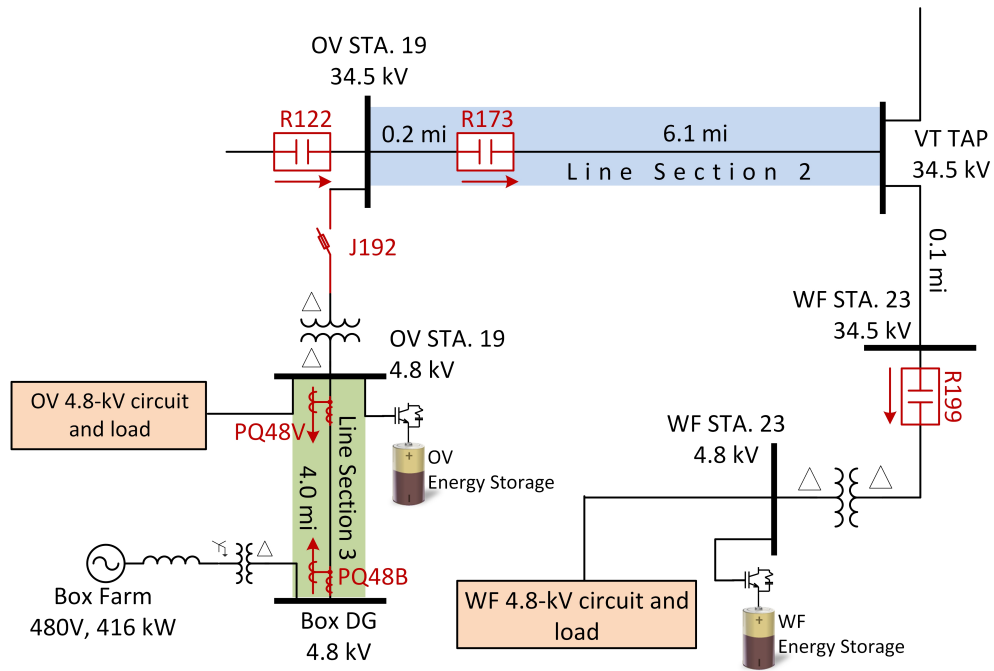 OV STA. 19
34.5 kV
R122
0.2 mi
R173
6.1 mi
Line Section 2
VT TAP
34.5 kV
J192
0.1 mi
WF STA. 23
34.5 kV
OV STA. 19
4.8 kV
R199
OV 4.8-kV circuit
and load
PQ48V
Line Section 3
4.0 mi
+
OV
Energy Storage
WF STA. 23
4.8 kV
PQ48B
Box Farm
480V, 416 kW
Box DG
4.8 kV
WF 4.8-kV circuit and
load
+
WF
Energy Storage